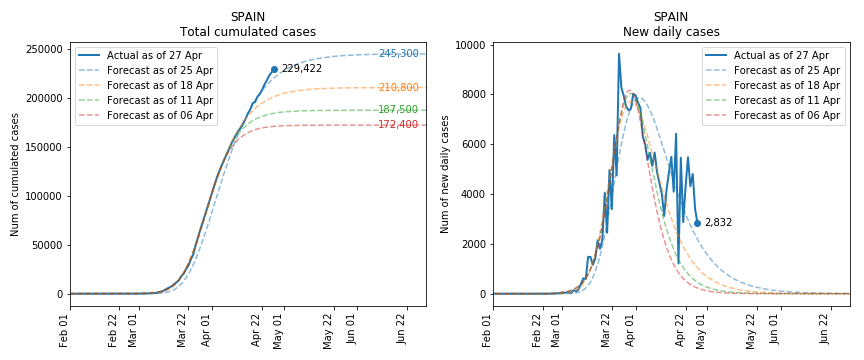 SPAIN
Total cumulated cases
Num of cumulated cases
250000
200000
150000
100000
50000
0
Actual as of 27 Apr
Forecast as of 25 Apr
Forecast as of 18 Apr
Forecast as of 11 Apr
Forecast as of 06 Apr
245,300
229,422
210,800
187,500
172,400
Feb 01
Feb 22
Mar 01
Mar 22
Apr 01
Apr 22
May 01
May 22
Jun 01
Jun 22
SPAIN
New daily cases
Num of new daily cases
10000
8000
6000
4000
2000
0
Actual as of 27 Apr
Forecast as of 25 Apr
Forecast as of 18 Apr
Forecast as of 11 Apr
Forecast as of 06 Apr
2,832
Feb 01
Feb 22
Mar 01
Mar 22
Apr 01
Apr 22
May 01
May 22
Jun 01
Jun 22